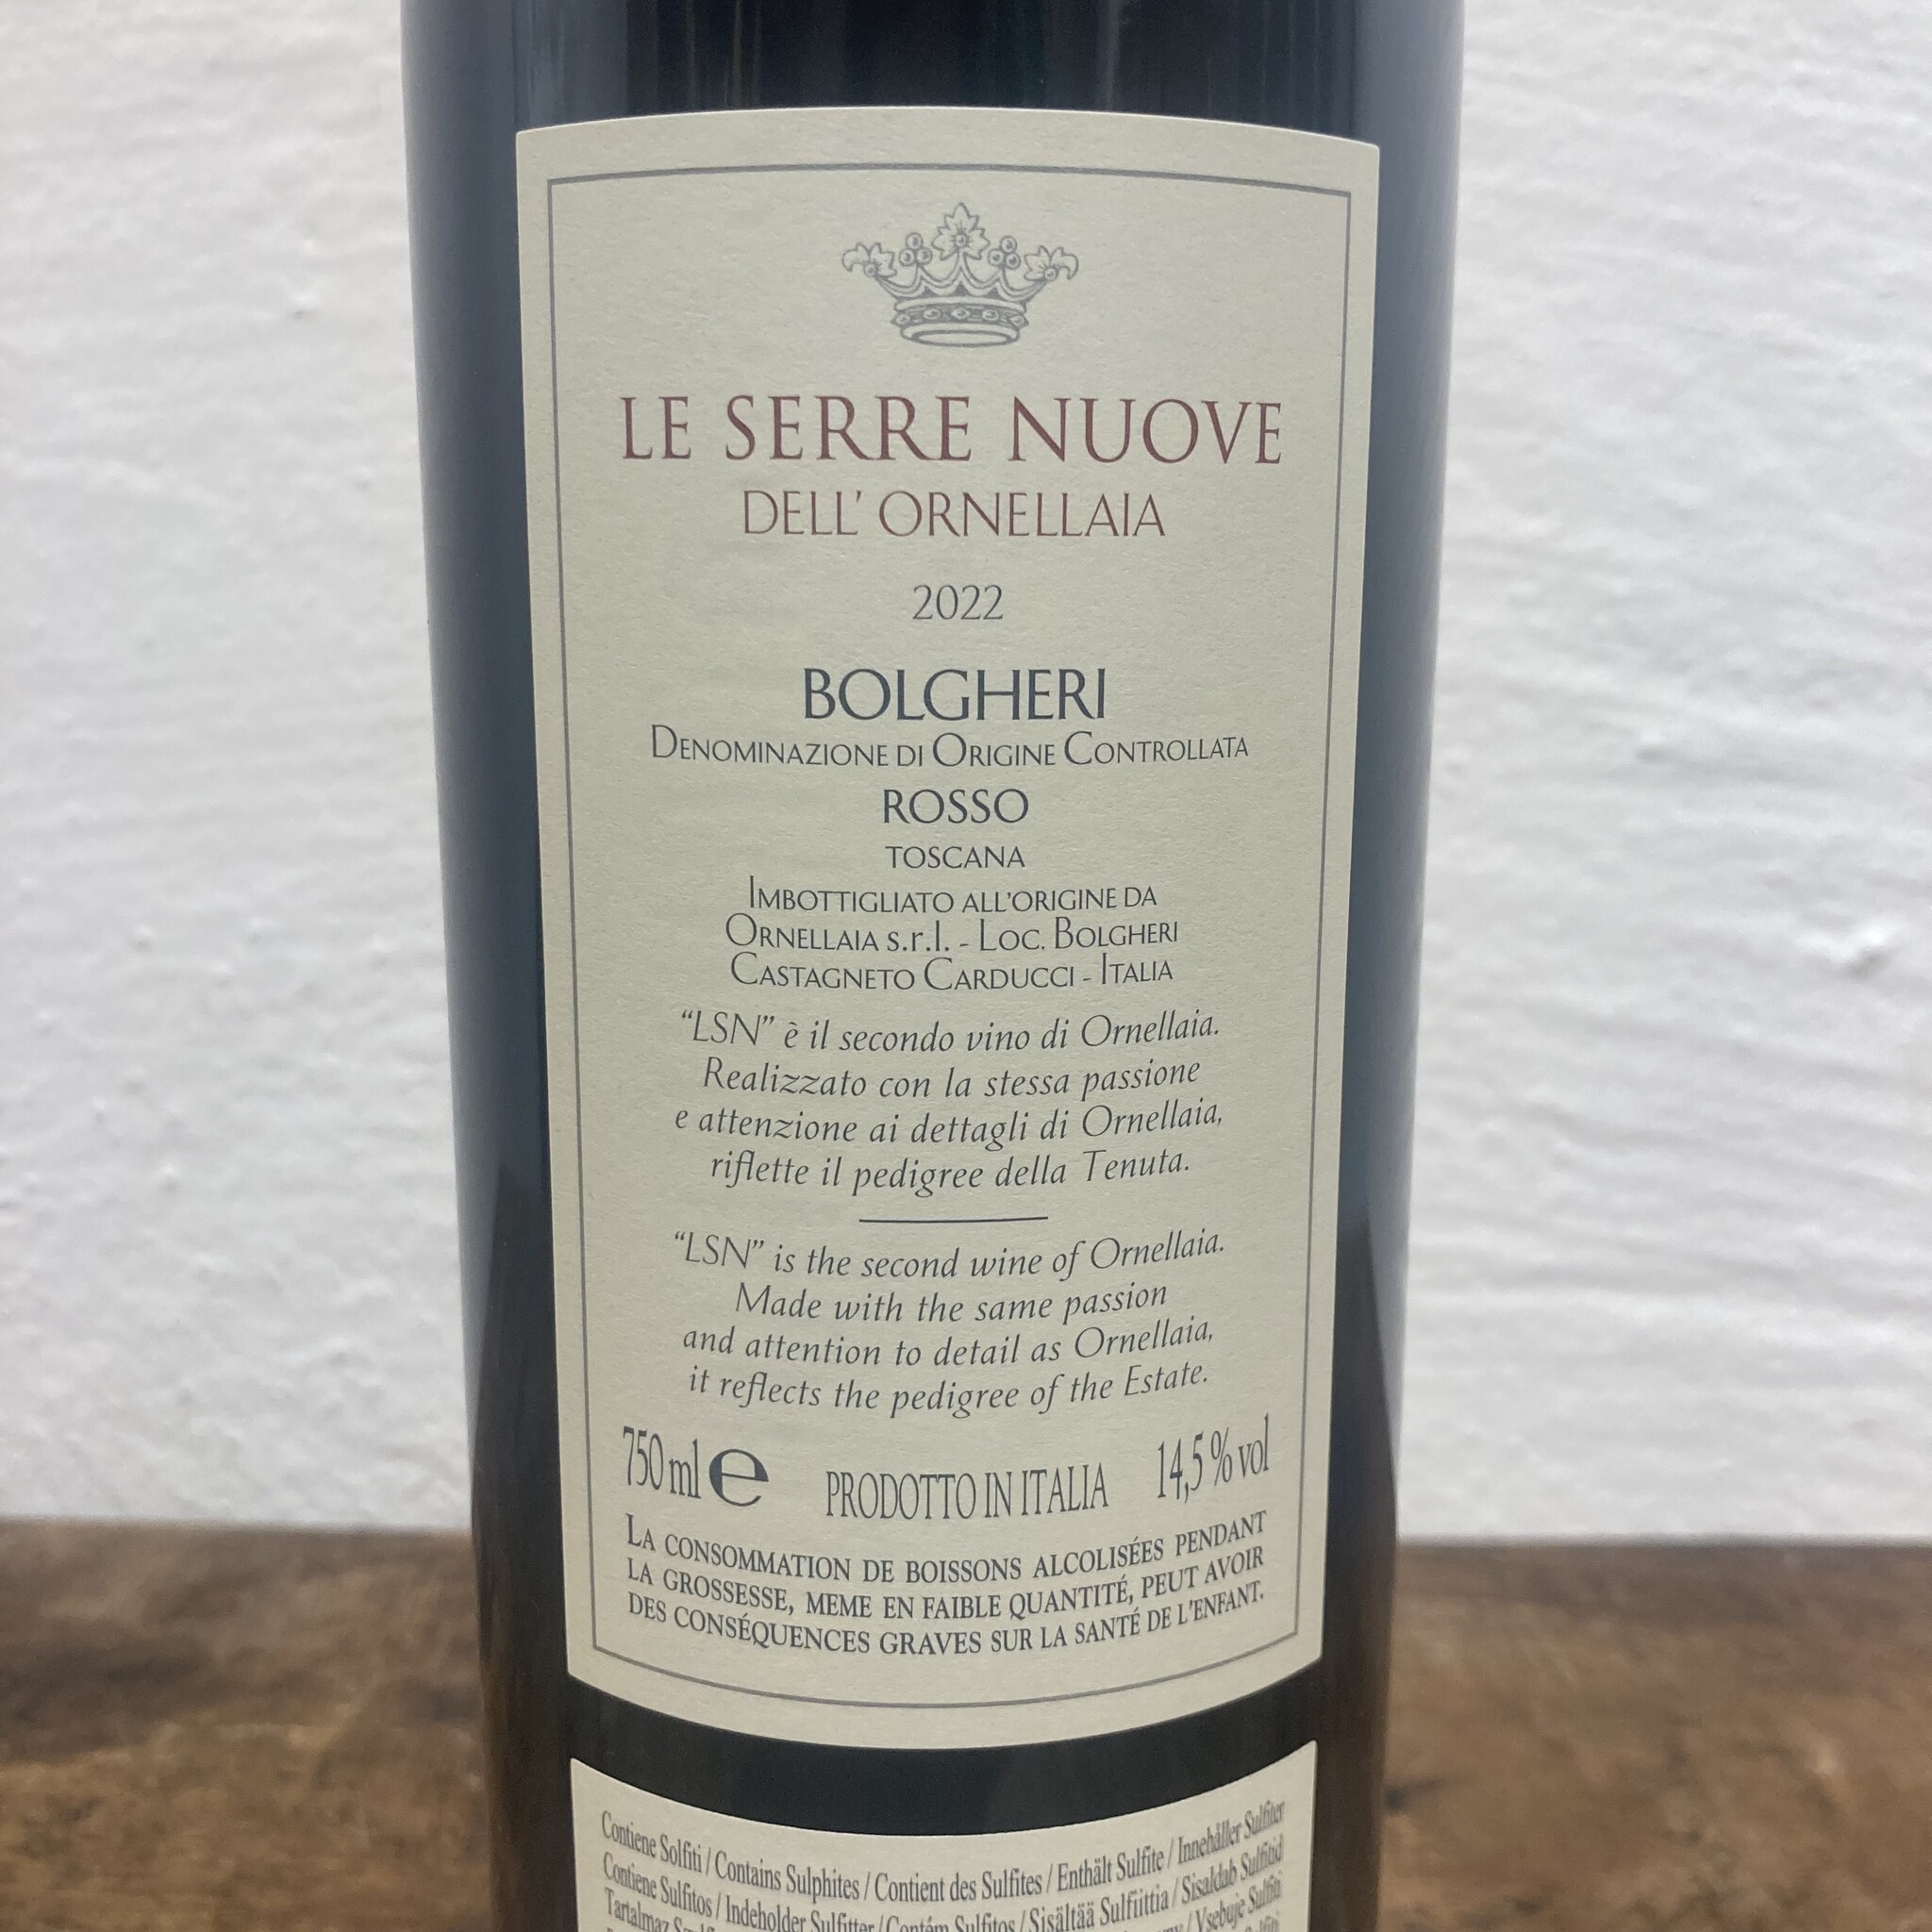 LE SERRE NUOVE
DELL' ORNELLAIA
2022
BOLGHERI
DENOMINAZIONE DI ORIGINE CONTROLLATA
ROSSO
TOSCANA
IMBOTTIGLIATO ALL'ORIGINE DA
ORNELLAIA s.r.l. - LOC. BOLGHERI
CASTAGNETO CARDUCCI - ITALIA
“LSN” è il secondo vino di Ornellaia.
Realizzato con la stessa passione
e attenzione ai dettagli di Ornellaia,
riflette il pedigree della Tenuta.
“LSN” is the second wine of Ornellaia.
Made with the same passion
and attention to detail as Ornellaia,
it reflects the pedigree of the Estate.
750 ml e PRODOTTO IN ITALIA 14,5 % vol
LA CONSOMMATION DE BOISSONS ALCOLISÉES PENDANT
LA GROSSESSE, MEME EN FAIBLE QUANTITÉ, PEUT AVOIR
DES CONSÉQUENCES GRAVES SUR LA SANTÉ DE L'ENFANT.
Contiene Solfiti / Contains Sulphites / Contient des Sulfites / Enthält Sulfite / Innehåller Sulfiter
Contiene Sulfitos / Indeholder Sulfitter / Contém Sulfitos / Sisältää Sulfiittia / Sisaldab Sulfitid
Tartalmaz / Vsebuje Sulfiti